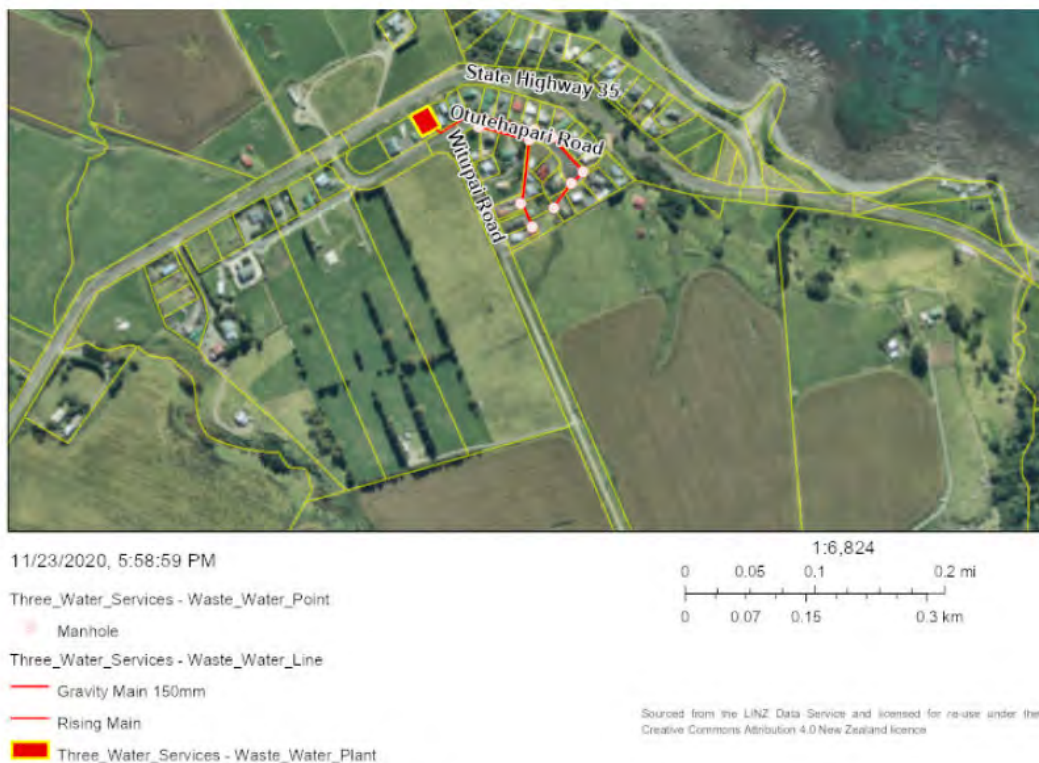 State Highway 35
Otutehapari Road
Witupai Road
11/23/2020, 5:58:59 PM
Three_Water_Services - Waste_Water_Point
Manhole
Three_Water_Services - Waste_Water_Line
Gravity Main 150mm
Rising Main
Three_Water_Services - Waste_Water_Plant
1:6,824
0 0.05 0.1 0.2 mi
0 0.07 0.15 0.3 km
Sourced from the LINZ Data Service and licensed for re-use under the
Creative Commons Attribution 4.0 New Zealand licence